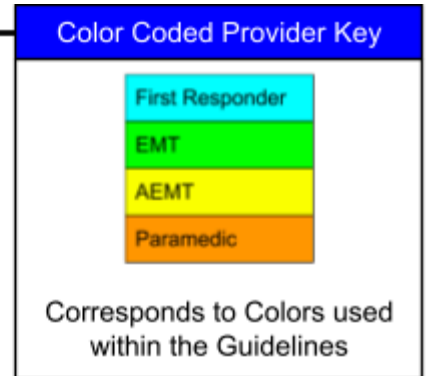 Color Coded Provider Key
First Responder
EMT
AEMT
Paramedic
Corresponds to Colors used
within the Guidelines